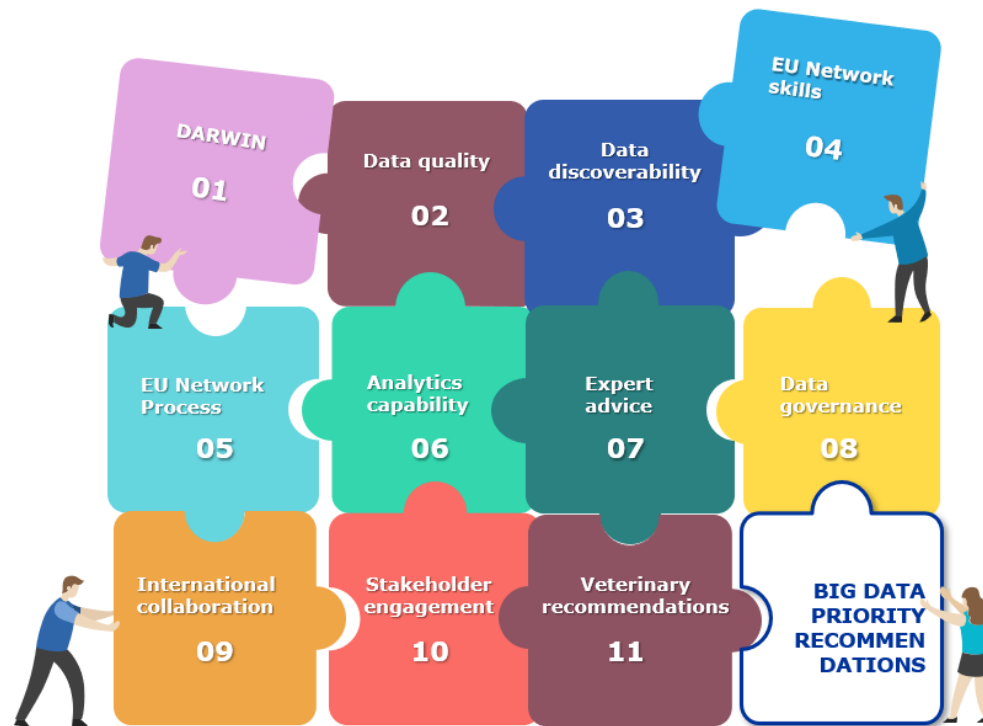 DARWIN
01
Data quality
02
Data
discoverability
03
EU Network
skills
04
EU Network
Process
05
Analytics
capability
06
Expert
advice
07
Data
governance
08
International
collaboration
09
Stakeholder
engagement
10
Veterinary
recommendations
11
BIG DATA
PRIORITY
RECOMMEN
DATIONS